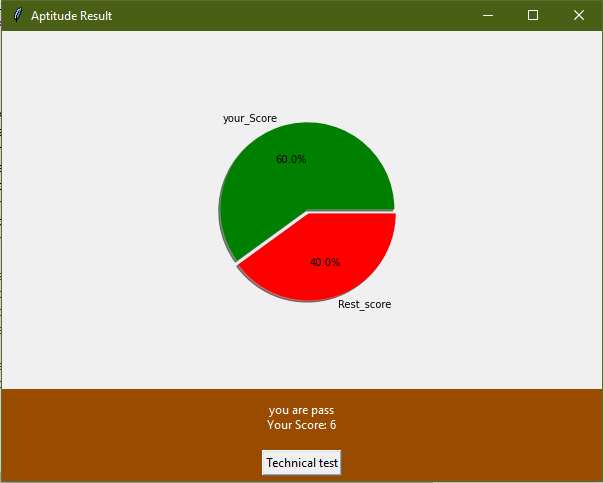 Aptitude Result
your_Score
60.0%
40.0%
Rest_score
you are pass
Your Score: 6
Technical test